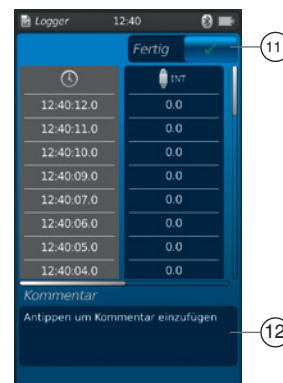 Logger 12:40
Fertig
11
INT
12:40:12.0 0.0
12:40:11.0 0.0
12:40:10.0 0.0
12:40:09.0 0.0
12:40:07.0 0.0
12:40:06.0 0.0
12:40:05.0 0.0
12:40:04.0 0.0
Kommentar
Antippen um Kommentar einzufügen
12